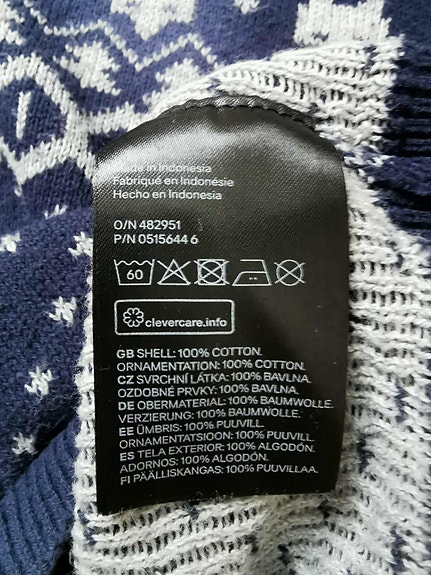 Made in Indonesia
Fabriqué en Indonésie
Hecho en Indonesia
O/N 482951
P/N 0515644 6
60
clevercare.info
GB SHELL: 100% COTTON.
ORNAMENTATION: 100% COTTON.
CZ SVRCHNÍ LÁTKA: 100% BAVLNA.
OZDOBNÉ PRVKY: 100% BAVLNA.
DE OBERMATERIAL: 100% BAUMWOLLE.
VERZIERUNG: 100% BAUMWOLLE.
EE ÜMBRIS: 100% PUUVILL.
ORNAMENTATSIOON: 100% PUUVILL.
ES TELA EXTERIOR: 100% ALGODÓN.
ADORNOS: 100% ALGODÓN.
FI PÄÄLLISKANGAS: 100% PUUVILLAA.